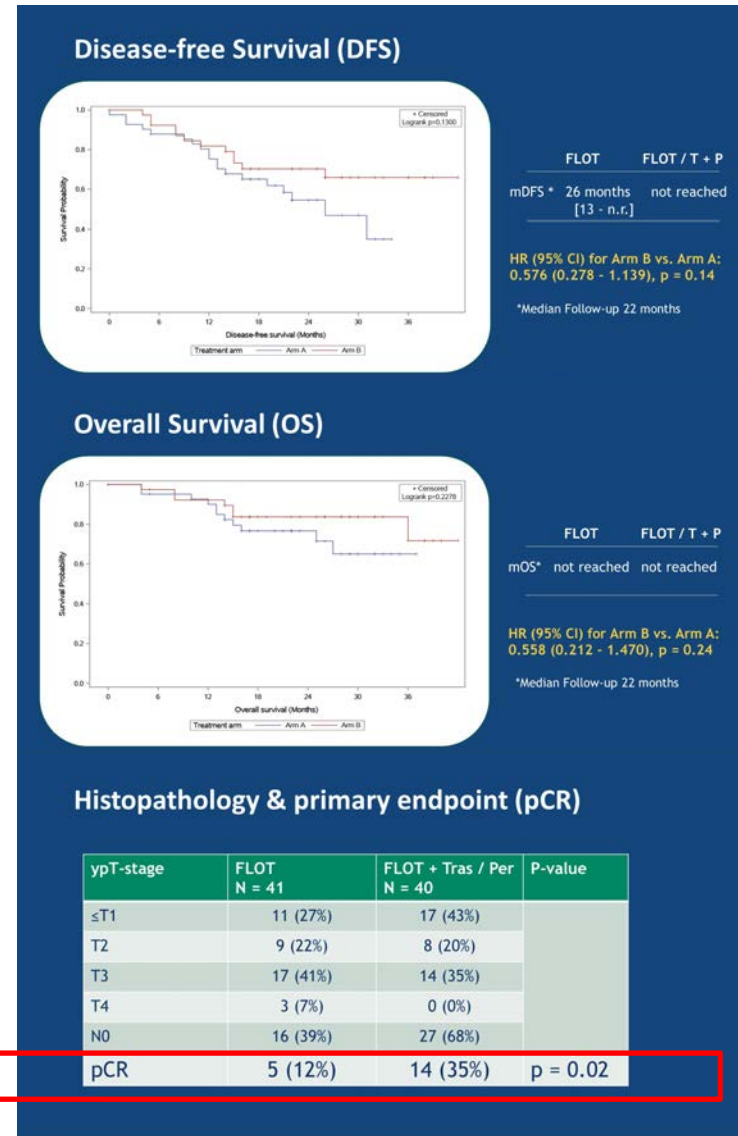 Disease-free Survival (DFS)
+ Censored
Logrank p=0.1300
1.0
0.8
0.6
0.4
0.2
0.0
Survival Probability
0 6 12 18 24 30 36
Disease-free survival (Months)
Treatment arm Arm A Arm B
FLOT FLOT / T + P
mDFS * 26 months not reached
[13 - n.r.]
HR (95% CI) for Arm B vs. Arm A:
0.576 (0.278 - 1.139), p = 0.14
*Median Follow-up 22 months
Overall Survival (OS)
+ Censored
Logrank p=0.2278
1.0
0.8
0.6
0.4
0.2
0.0
Survival Probability
0 6 12 18 24 30 36
Overall survival (Months)
Treatment arm Arm A Arm B
FLOT FLOT / T + P
mOS* not reached not reached
HR (95% CI) for Arm B vs. Arm A:
0.558 (0.212 - 1.470), p = 0.24
*Median Follow-up 22 months
Histopathology & primary endpoint (pCR)
ypT-stage FLOT FLOT + Tras / Per P-value
N = 41 N = 40
≤T1 11 (27%) 17 (43%)
T2 9 (22%) 8 (20%)
T3 17 (41%) 14 (35%)
T4 3 (7%) 0 (0%)
N0 16 (39%) 27 (68%)
pCR 5 (12%) 14 (35%) p = 0.02